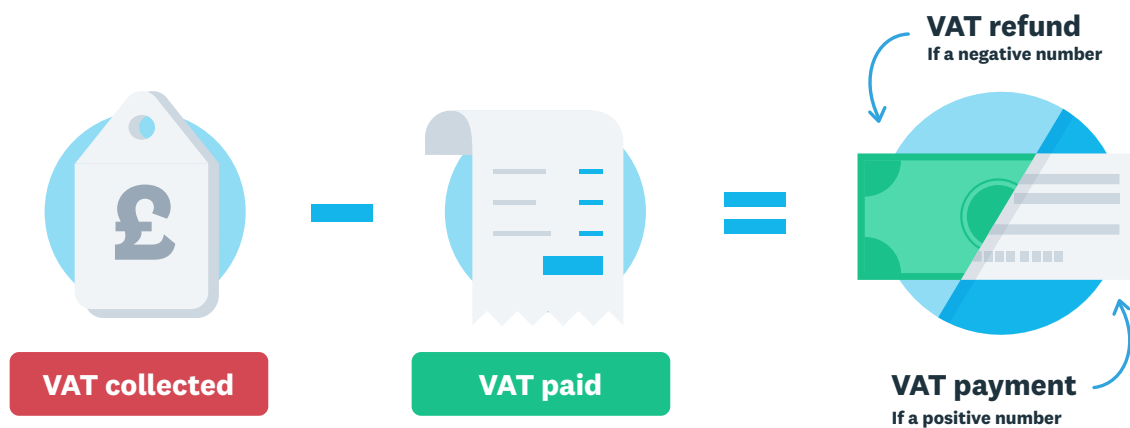 VAT refund
If a negative number
£
VAT collected
VAT paid
VAT payment
If a positive number